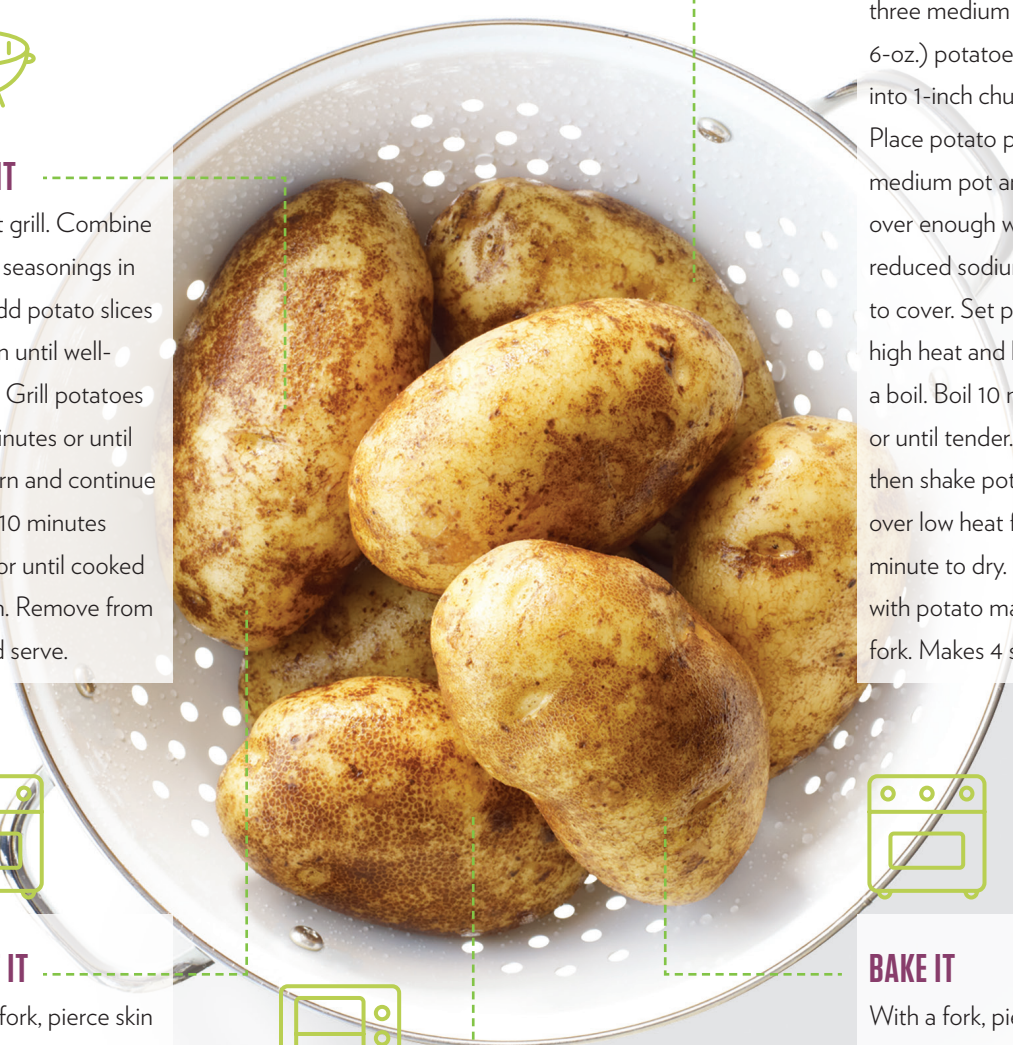 IT
t grill. Combine
seasonings in
dd potato slices
n until well-
Grill potatoes
inutes or until
rn and continue
10 minutes
or until cooked
. Remove from
d serve.
three medium
6-oz.) potatoe
into 1-inch chu
Place potato p
medium pot a
over enough w
reduced sodiu
to cover. Set p
high heat and
a boil. Boil 10
or until tender.
then shake pot
over low heat f
minute to dry.
with potato ma
fork. Makes 4 s
IT
fork, pierce skin
BAKE IT
With a fork, pie